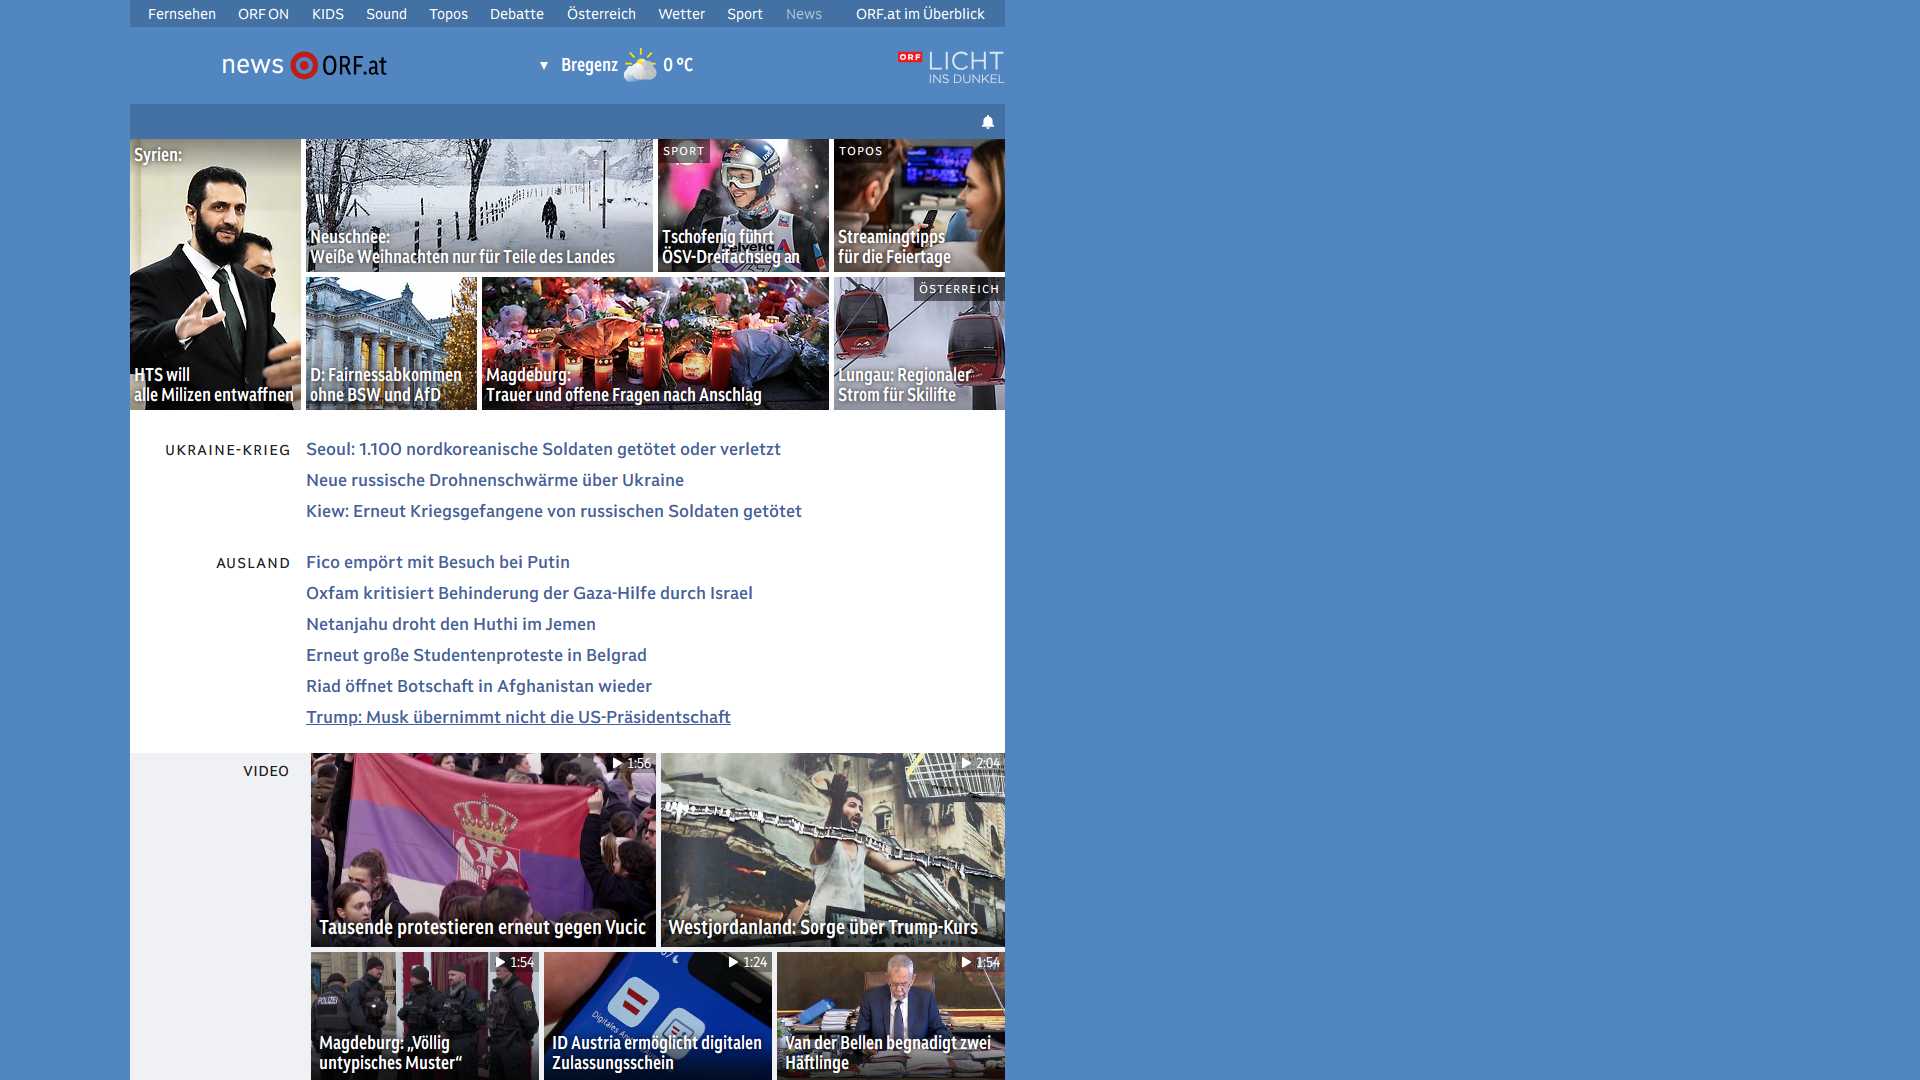 Fernsehen ORF ON KIDS Sound Topos Debatte Österreich Wetter Sport News ORF.at im Überblick
news ORF.at
Bregenz 0 °C
ORF LICHT
INS DUNKEL
Syrien:
HTS will
alle Milizen entwaffnen
Neuschnee:
Weiße Weihnachten nur für Teile des Landes
SPORT
Tschofenig führt
ÖSV-Dreifachsieg an
TOPOS
Streamingtipps
für die Feiertage
D: Fairnessabkommen
ohne BSW und AfD
Magdeburg:
Trauer und offene Fragen nach Anschlag
ÖSTERREICH
Lungau: Regionaler
Strom für Skilifte
UKRAINE-KRIEG
Seoul: 1.100 nordkoreanische Soldaten getötet oder verletzt
Neue russische Drohnenschwärme über Ukraine
Kiew: Erneut Kriegsgefangene von russischen Soldaten getötet
AUSLAND
Fico empört mit Besuch bei Putin
Oxfam kritisiert Behinderung der Gaza-Hilfe durch Israel
Netanjahu droht den Huthi im Jemen
Erneut große Studentenproteste in Belgrad
Riad öffnet Botschaft in Afghanistan wieder
Trump: Musk übernimmt nicht die US-Präsidentschaft
VIDEO
1:56
Tausende protestieren erneut gegen Vucic
2:04
Westjordanland: Sorge über Trump-Kurs
1:54
POLIZEI
Magdeburg: „Völlig
untypisches Muster“
1:24
Digitales
ID Austria ermöglicht digitalen
Zulassungsschein
1:54
Van der Bellen begnadigt zwei
Häftlinge